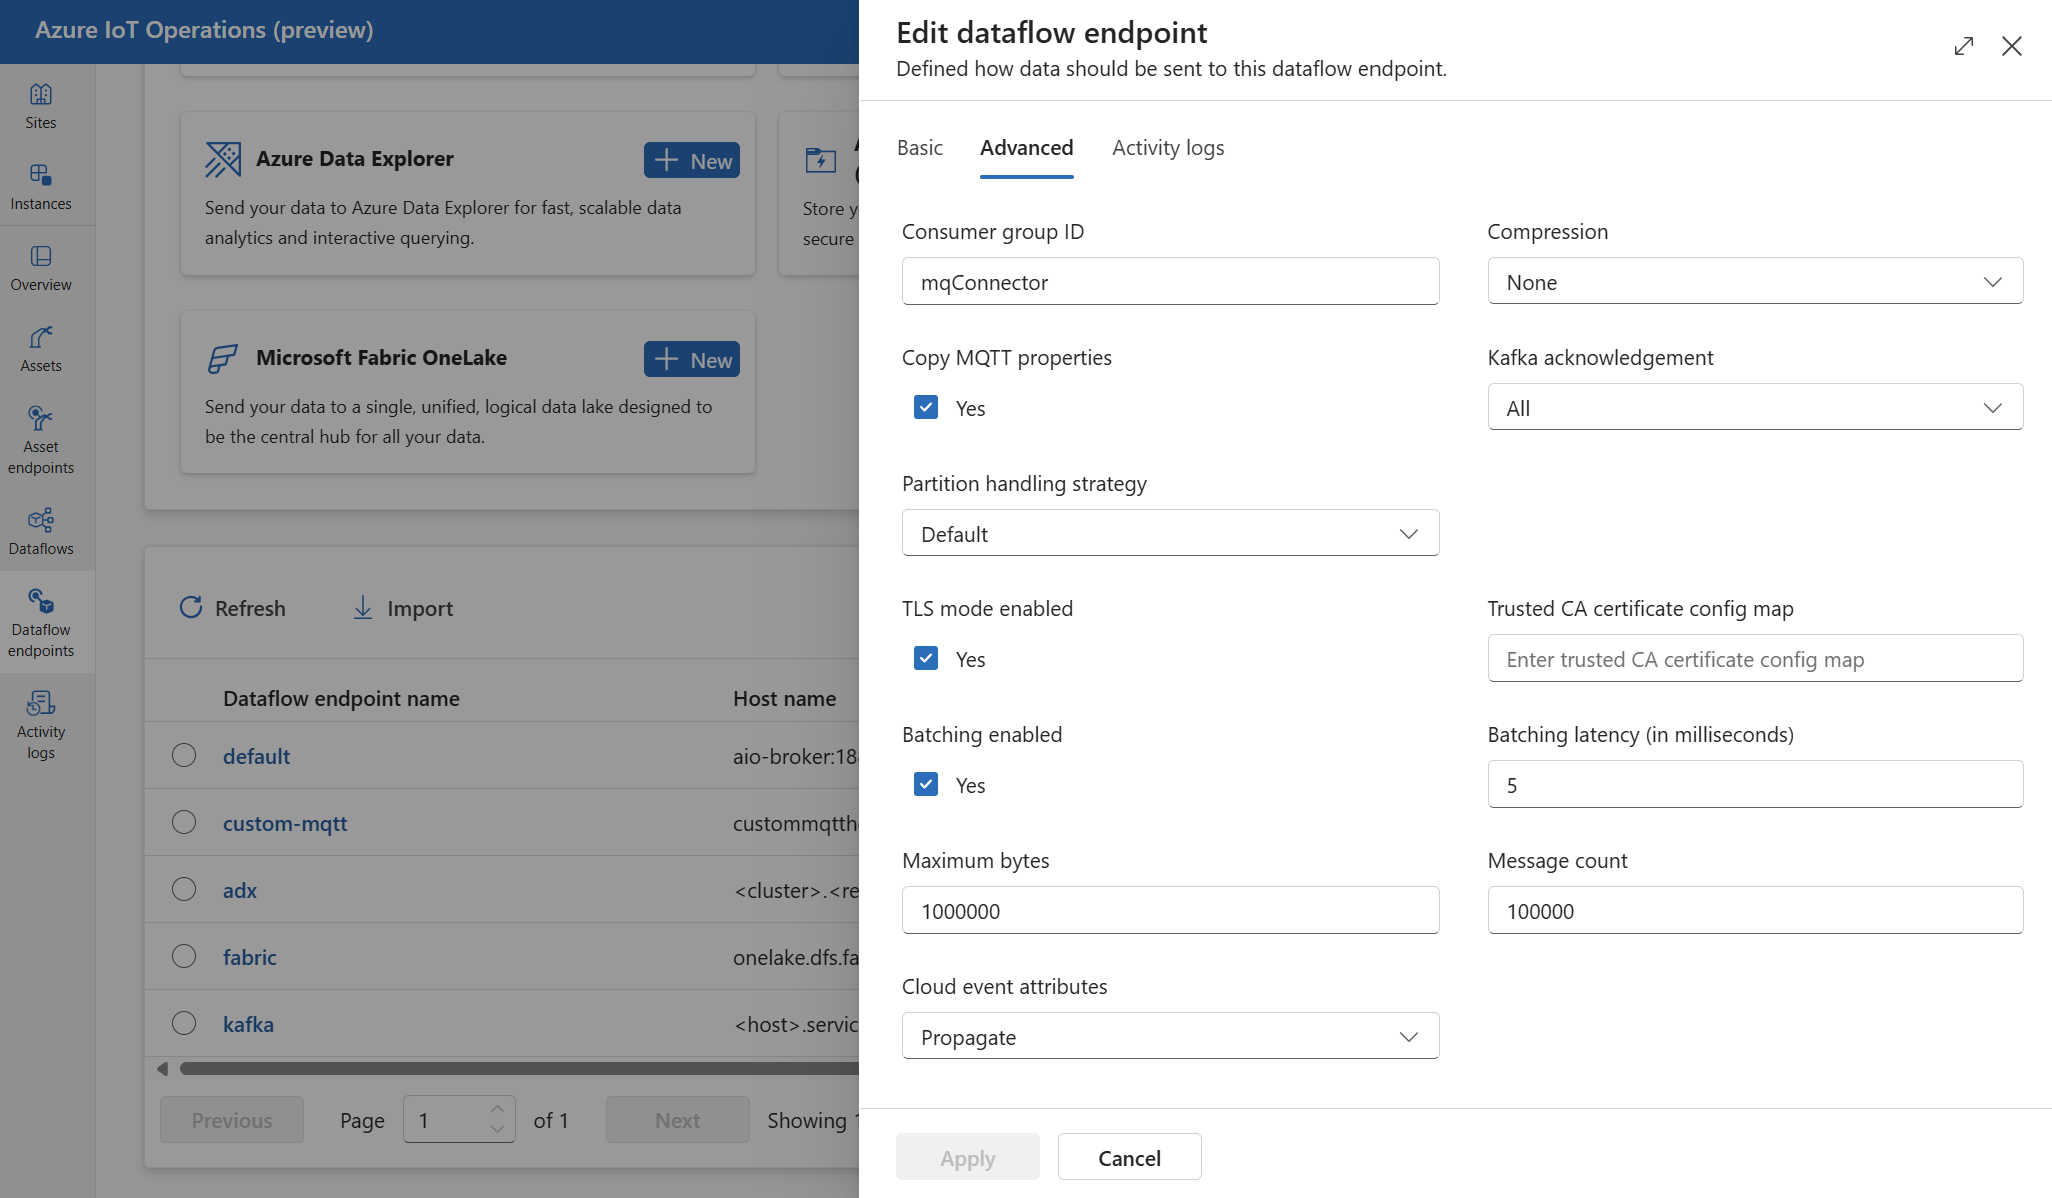 Azure IoT Operations (preview)
Sites
Instances
Overview
Assets
Asset
endpoints
Dataflows
Dataflow
endpoints
Activity
logs
Azure Data Explorer
New
Send your data to Azure Data Explorer for fast, scalable data
analytics and interactive querying.
Store
secure
Microsoft Fabric OneLake
New
Send your data to a single, unified, logical data lake designed to
be the central hub for all your data.
Refresh
Import
Dataflow endpoint name
Host name
default
aio-broker:18
custom-mqtt
custommqtth
adx
<cluster>.<re
fabric
onelake.dfs.fa
kafka
<host>.servic
Previous
Page
1
of 1
Next
Showing 1
Edit dataflow endpoint
Defined how data should be sent to this dataflow endpoint.
Basic
Advanced
Activity logs
Consumer group ID
mqConnector
Compression
None
Copy MQTT properties
Yes
Kafka acknowledgement
All
Partition handling strategy
Default
TLS mode enabled
Yes
Trusted CA certificate config map
Enter trusted CA certificate config map
Batching enabled
Yes
Batching latency (in milliseconds)
5
Maximum bytes
1000000
Message count
100000
Cloud event attributes
Propagate
Apply
Cancel